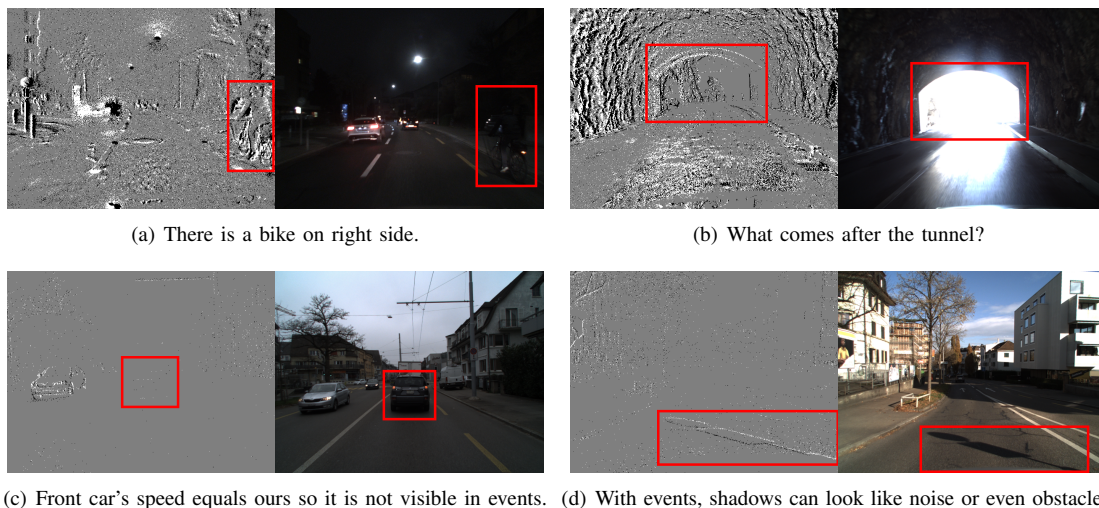 (a) There is a bike on right side.
(b) What comes after the tunnel?
(c) Front car's speed equals ours so it is not visible in events.
(d) With events, shadows can look like noise or even obstacle